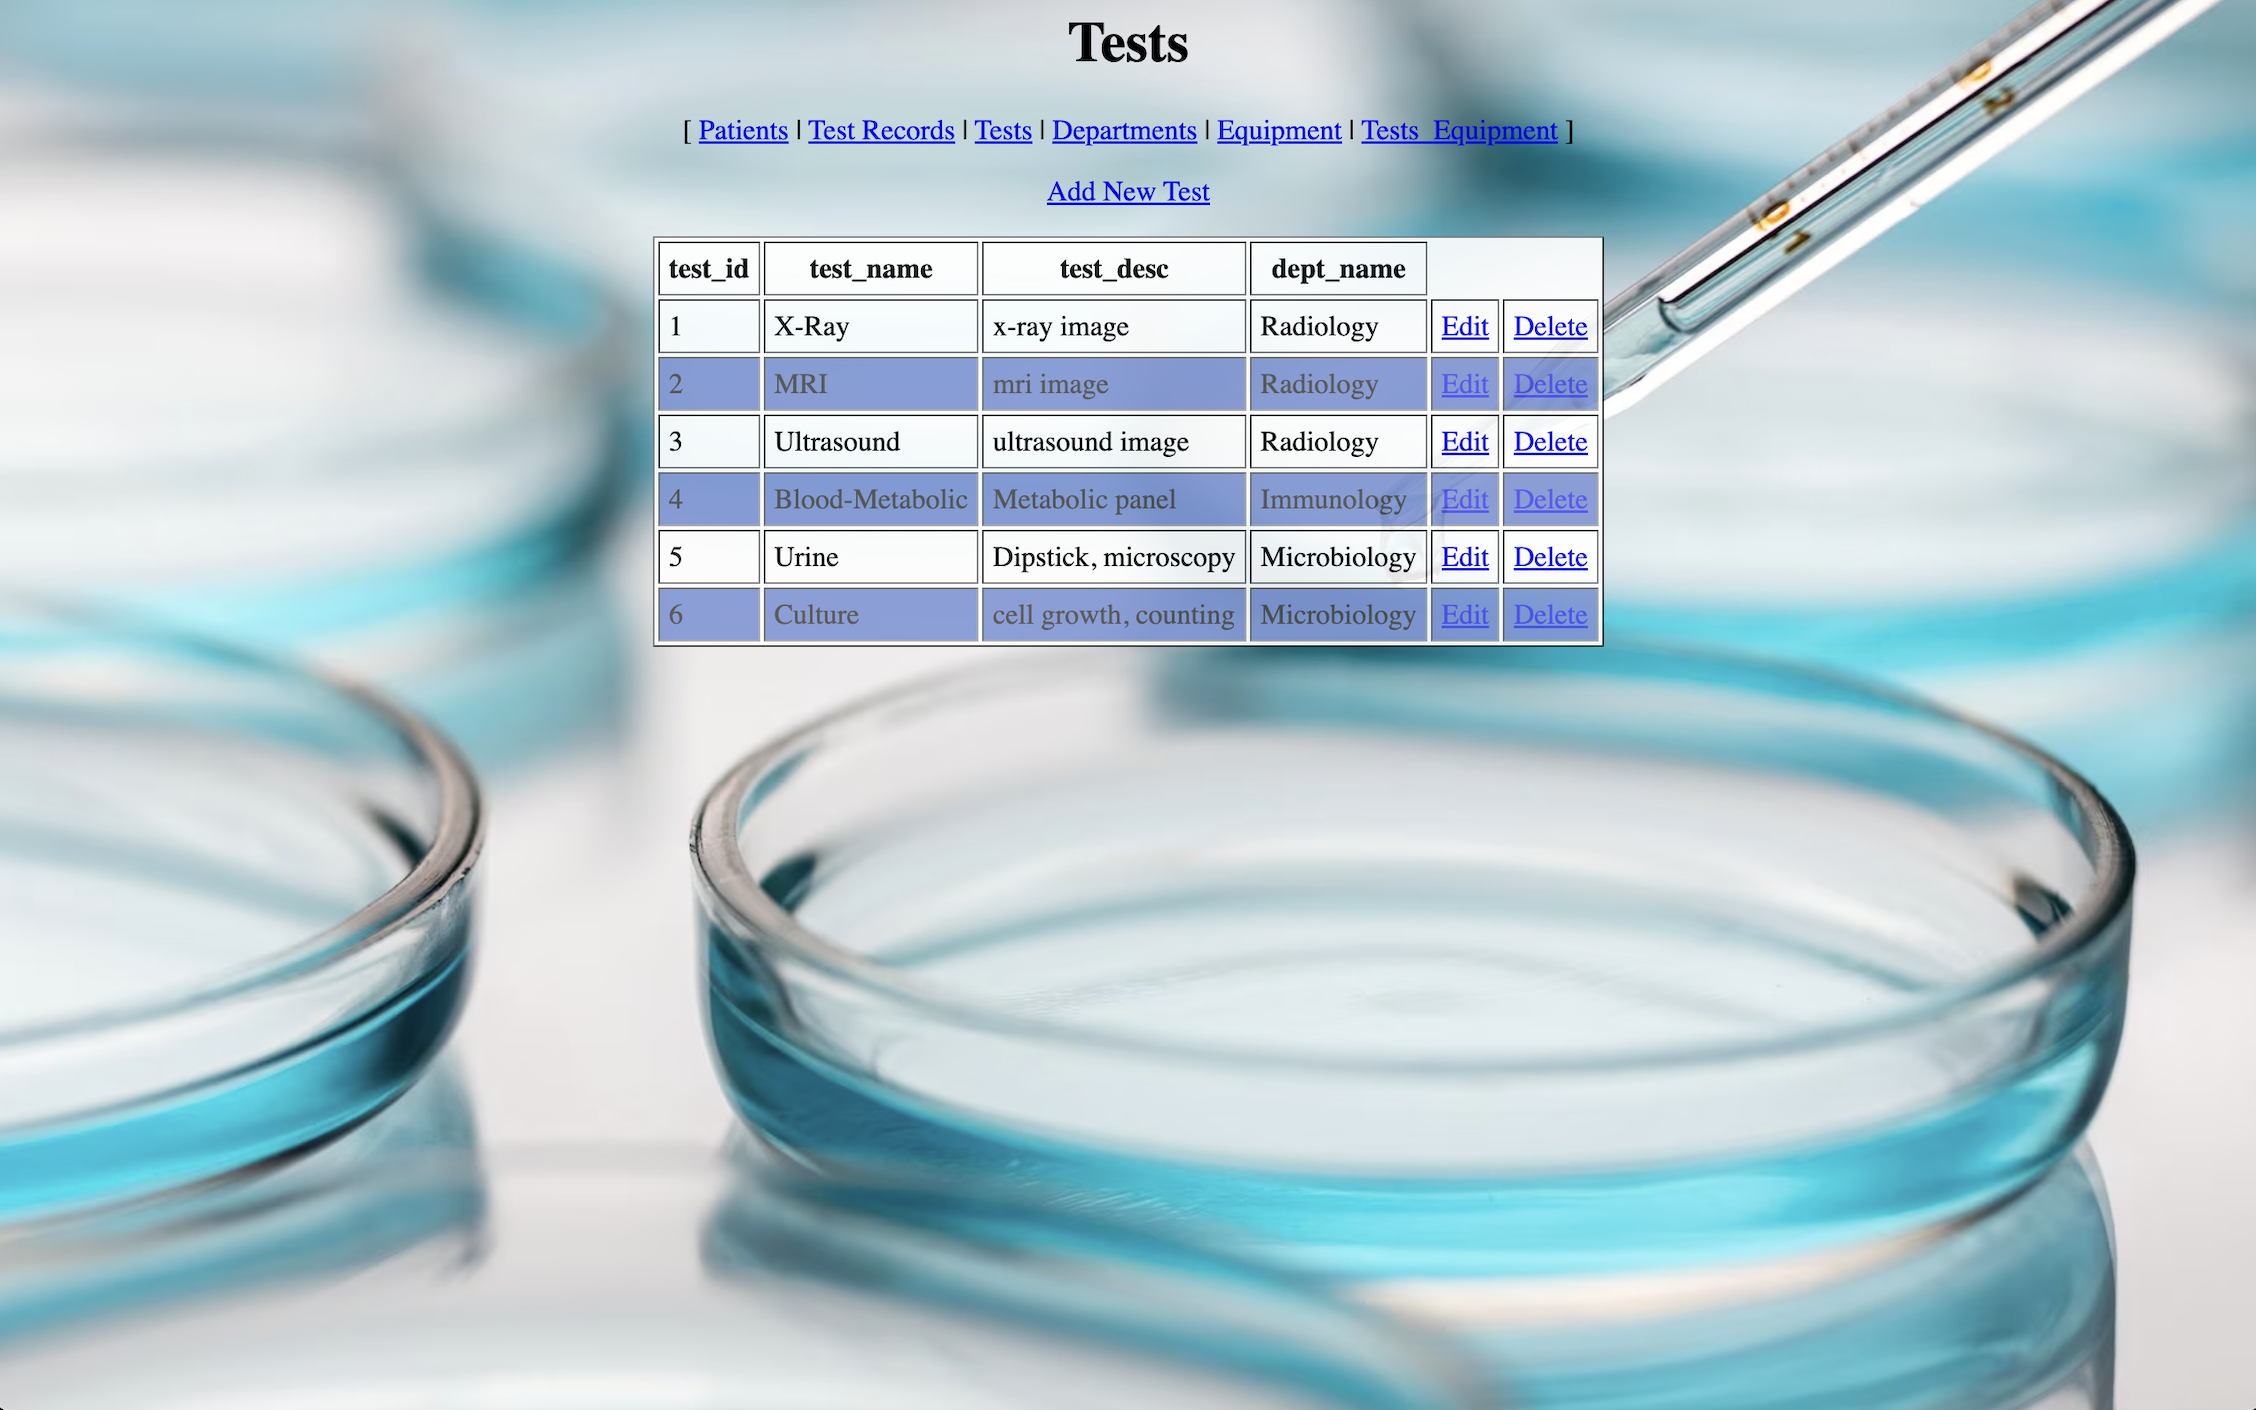 Tests
[ Patients | Test Records | Tests | Departments | Equipment | Tests_Equipment ]
Add New Test
test_id test_name test_desc dept_name
1 X-Ray x-ray image Radiology Edit Delete
2 MRI mri image Radiology Edit Delete
3 Ultrasound ultrasound image Radiology Edit Delete
4 Blood-Metabolic Metabolic panel Immunology Edit Delete
5 Urine Dipstick, microscopy Microbiology Edit Delete
6 Culture cell growth, counting Microbiology Edit Delete